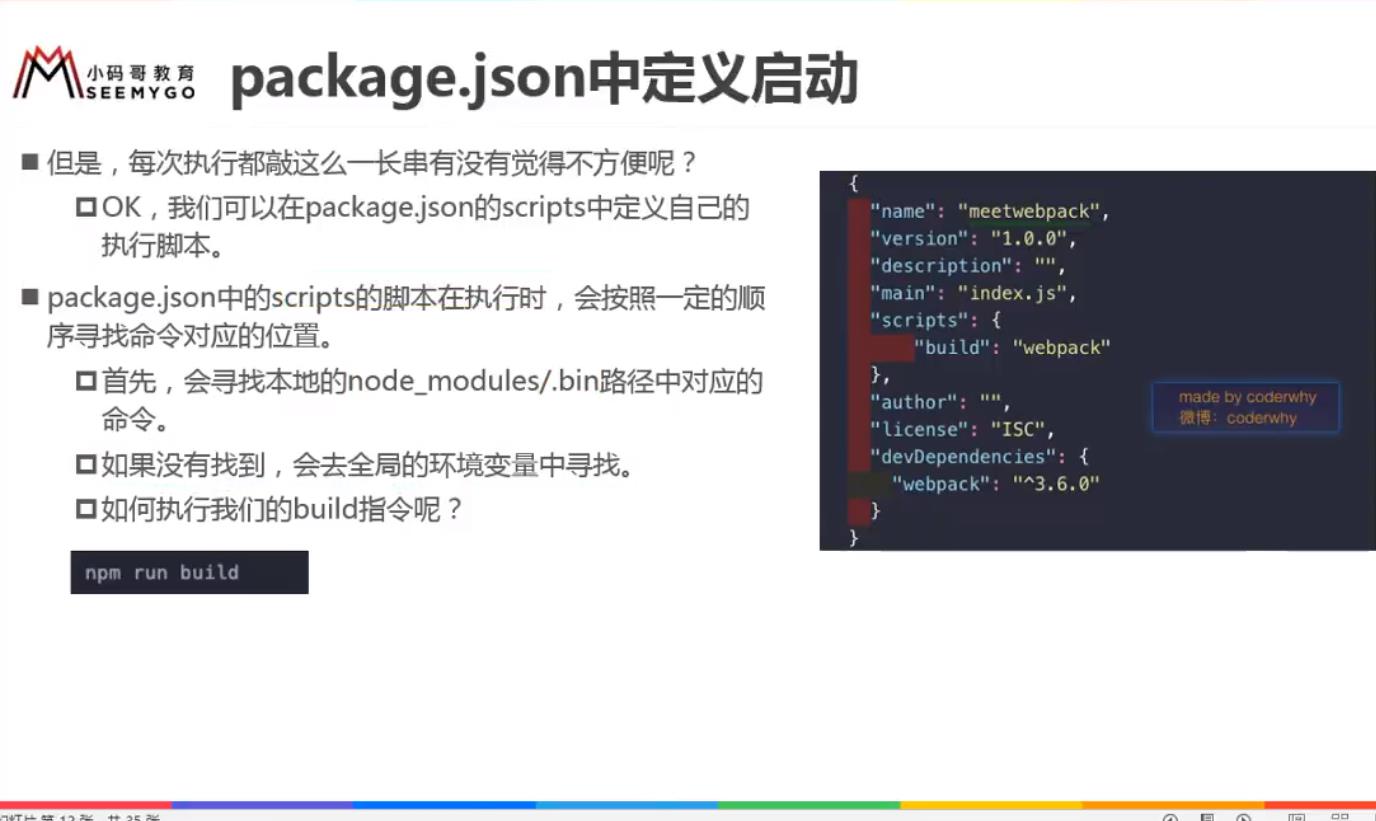 小码哥教育
SEEMYGO
package.json中定义启动
但是，每次执行都敲这么一长串有没有觉得不方便呢？
OK，我们可以在package.json的scripts中定义自己的
执行脚本。
package.json中的scripts的脚本在执行时，会按照一定的顺
序寻找命令对应的位置。
首先，会寻找本地的node_modules/.bin路径中对应的
命令。
如果没有找到，会去全局的环境变量中寻找。
如何执行我们的build指令呢？
npm run build
{
"name": "meetwebpack",
"version": "1.0.0",
"description": "",
"main": "index.js",
"scripts": {
"build": "webpack"
},
"author": "",
"license": "ISC",
"devDependencies": {
"webpack": "^3.6.0"
}
}
made by coderwhy
微博：coderwhy
幻灯片 第 12 张，共 35 张